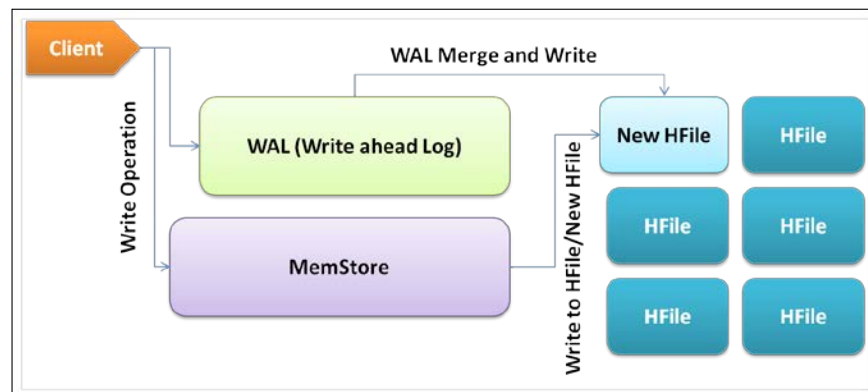 Client
WAL Merge and Write
WAL (Write ahead Log)
New HFile
HFile
Write Operation
MemStore
Write to HFile/New HFile
HFile
HFile
HFile
HFile